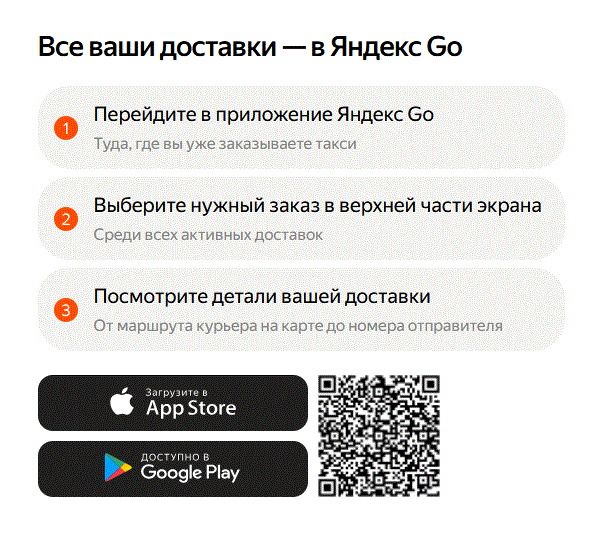 Все ваши доставки — в Яндекс Go
1
Перейдите в приложение Яндекс Go
Туда, где вы уже заказываете такси
2
Выберите нужный заказ в верхней части экрана
Среди всех активных доставок
3
Посмотрите детали вашей доставки
От маршрута курьера на карте до номера отправителя
Загрузите в
App Store
ДОСТУПНО В
Google Play